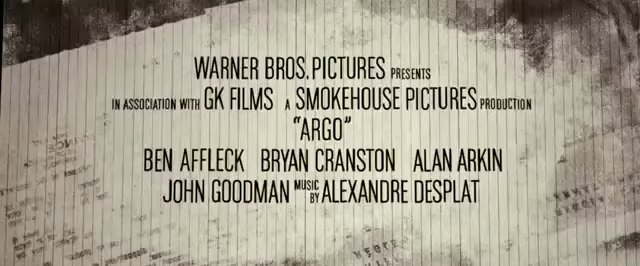 WARNER BROS. PICTURES PRESENTS
IN ASSOCIATION WITH GK FILMS A SMOKEHOUSE PICTURES PRODUCTION
"ARGO"
BEN AFFLECK BRYAN CRANSTON ALAN ARKIN
JOHN GOODMAN MUSIC BY ALEXANDRE DESPLAT